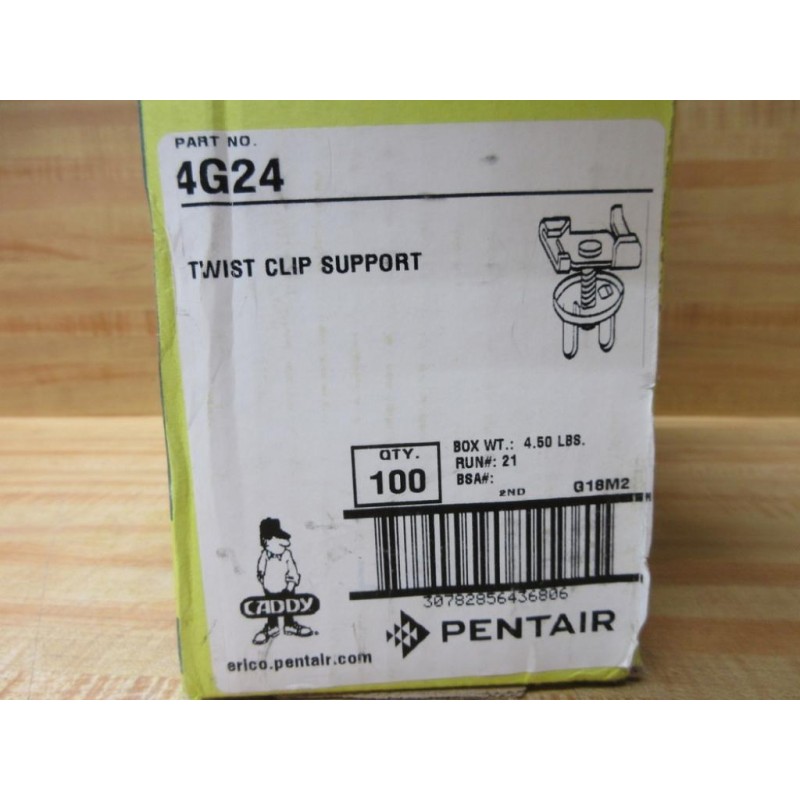 PART NO.
4G24
TWIST CLIP SUPPORT
QTY.
100
BOX WT.: 4.50 LBS.
RUN#: 21
BSA#:
2ND
G18M2
30782856436806
CADDY
PENTAIR
erico.pentair.com